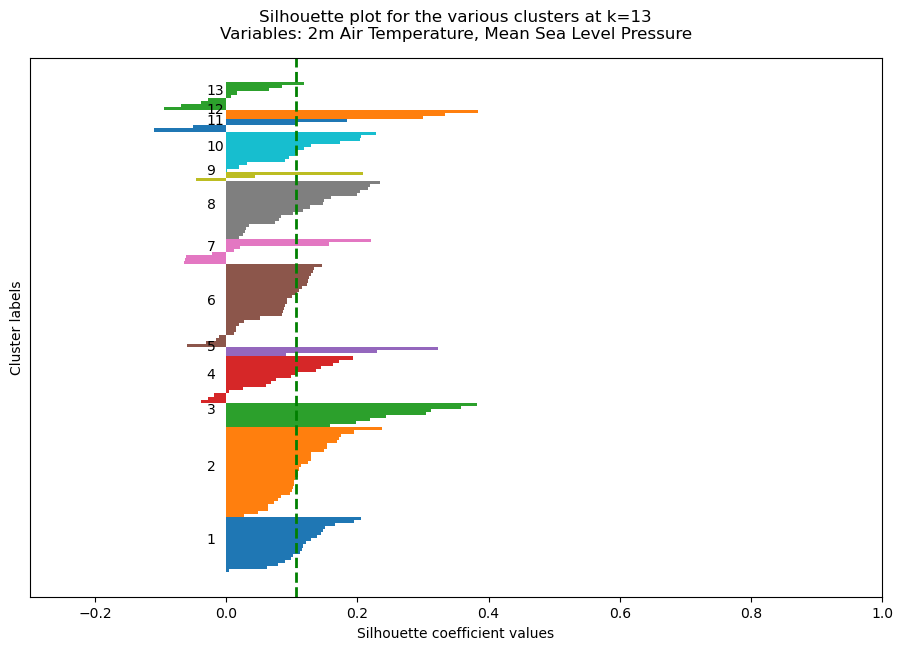 Silhouette plot for the various clusters at k=13
Variables: 2m Air Temperature, Mean Sea Level Pressure
Cluster labels
13
12
11
10
9
8
7
6
5
4
3
2
1
−0.2 0.0 0.2 0.4 0.6 0.8 1.0
Silhouette coefficient values